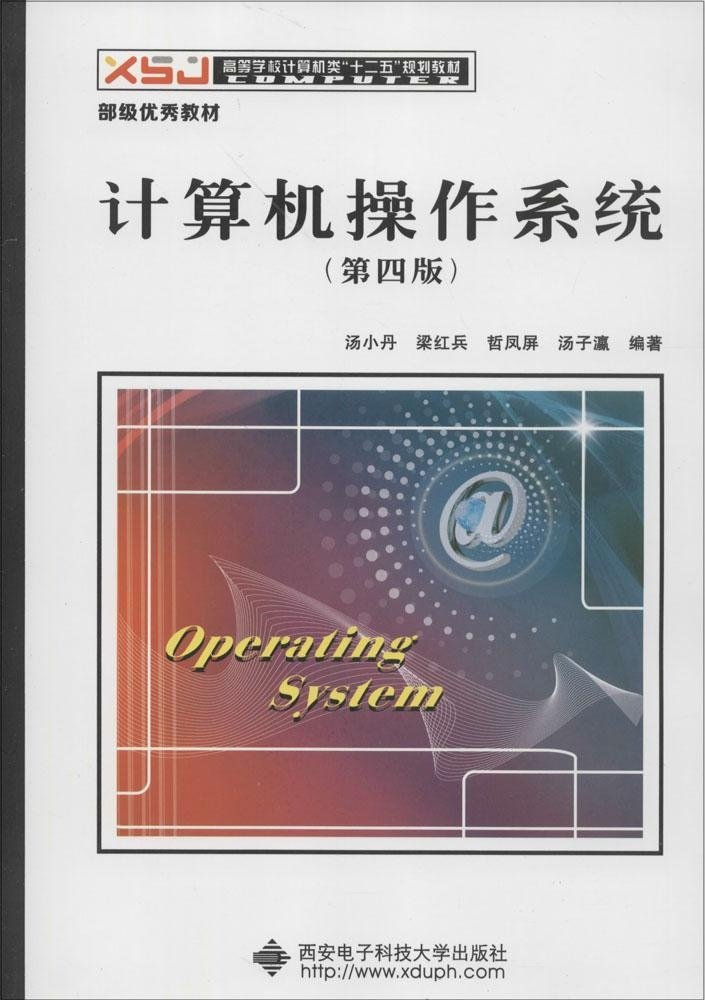 XSJ
高等学校计算机类“十二五”规划教材
COMPUTER
部级优秀教材
计算机操作系统
（第四版）
汤小丹 梁红兵 哲凤屏 汤子瀛 编著
@
Operating
System
西安电子科技大学出版社
http://www.xduph.com